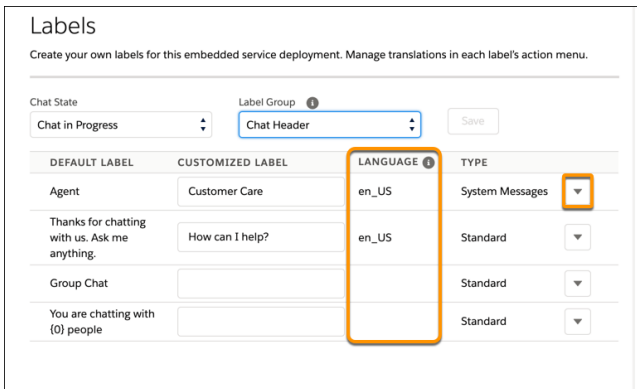 Labels
Create your own labels for this embedded service deployment. Manage translations in each label's action menu.
Chat State
Label Group
Chat in Progress
Chat Header
Save
DEFAULT LABEL CUSTOMIZED LABEL LANGUAGE TYPE
Agent Customer Care en_US System Messages
Thanks for chatting
with us. Ask me
anything.
How can I help? en_US Standard
Group Chat Standard
You are chatting with
{0} people
Standard